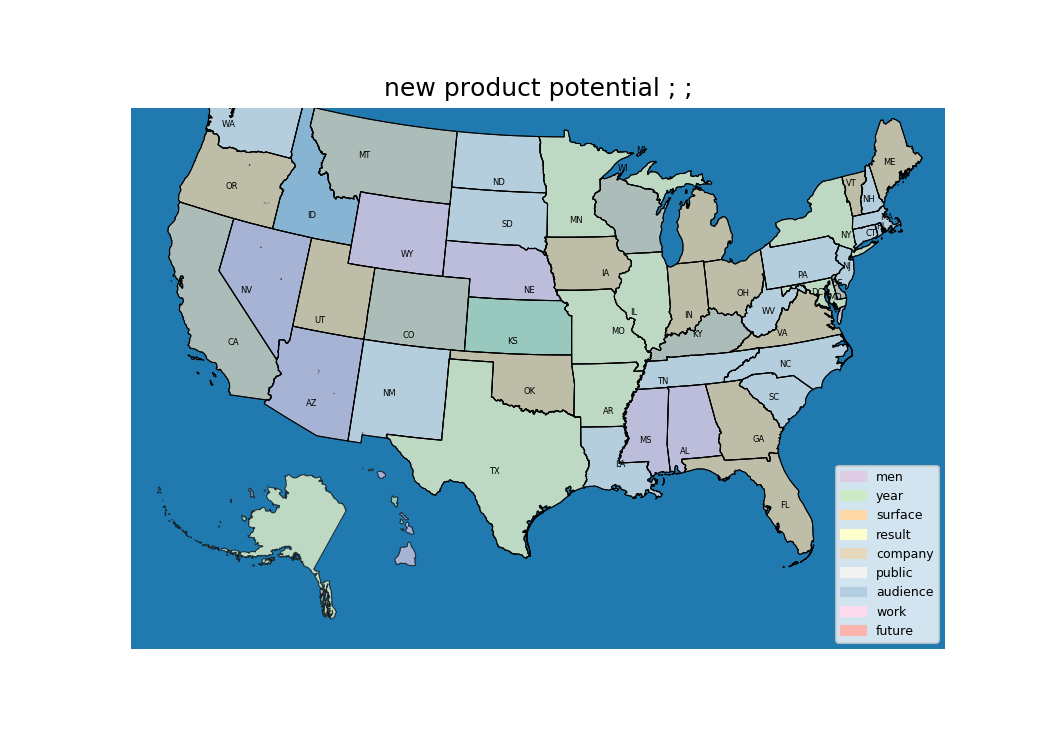 new product potential ; ;
WA
MT
ND
MN
WI
MI
ME
VT
NH
OR
ID
SD
NY
MA
CT
WY
NV
NE
IA
PA
NJ
OH
DC
MD
IL
IN
UT
CO
KS
MO
KY
WV
VA
CA
AZ
NM
OK
AR
TN
NC
SC
MS
AL
GA
TX
LA
FL
men
year
surface
result
company
public
audience
work
future